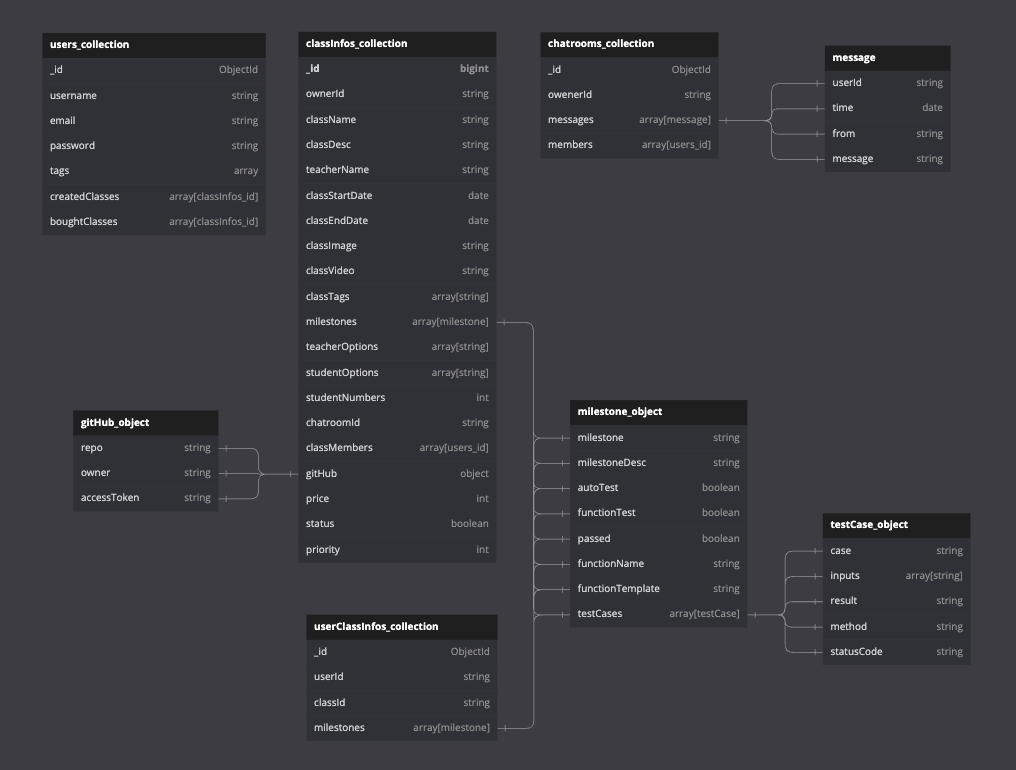 users_collection
_id ObjectId
username string
email string
password string
tags array
createdClasses array[classInfos_id]
boughtClasses array[classInfos_id]
classInfos_collection
_id bigint
ownerId string
className string
classDesc string
teacherName string
classStartDate date
classEndDate date
classImage string
classVideo string
classTags array[string]
milestones array[milestone]
teacherOptions array[string]
studentOptions array[string]
studentNumbers int
chatroomId string
classMembers array[users_id]
gitHub object
price int
status boolean
priority int
chatrooms_collection
_id ObjectId
owenerId string
messages array[message]
members array[users_id]
message
userId string
time date
from string
message string
gitHub_object
repo string
owner string
accessToken string
milestone_object
milestone string
milestoneDesc string
autoTest boolean
functionTest boolean
passed boolean
functionName string
functionTemplate string
testCases array[testCase]
testCase_object
case string
inputs array[string]
result string
method string
statusCode string
userClassInfos_collection
_id ObjectId
userId string
classId string
milestones array[milestone]